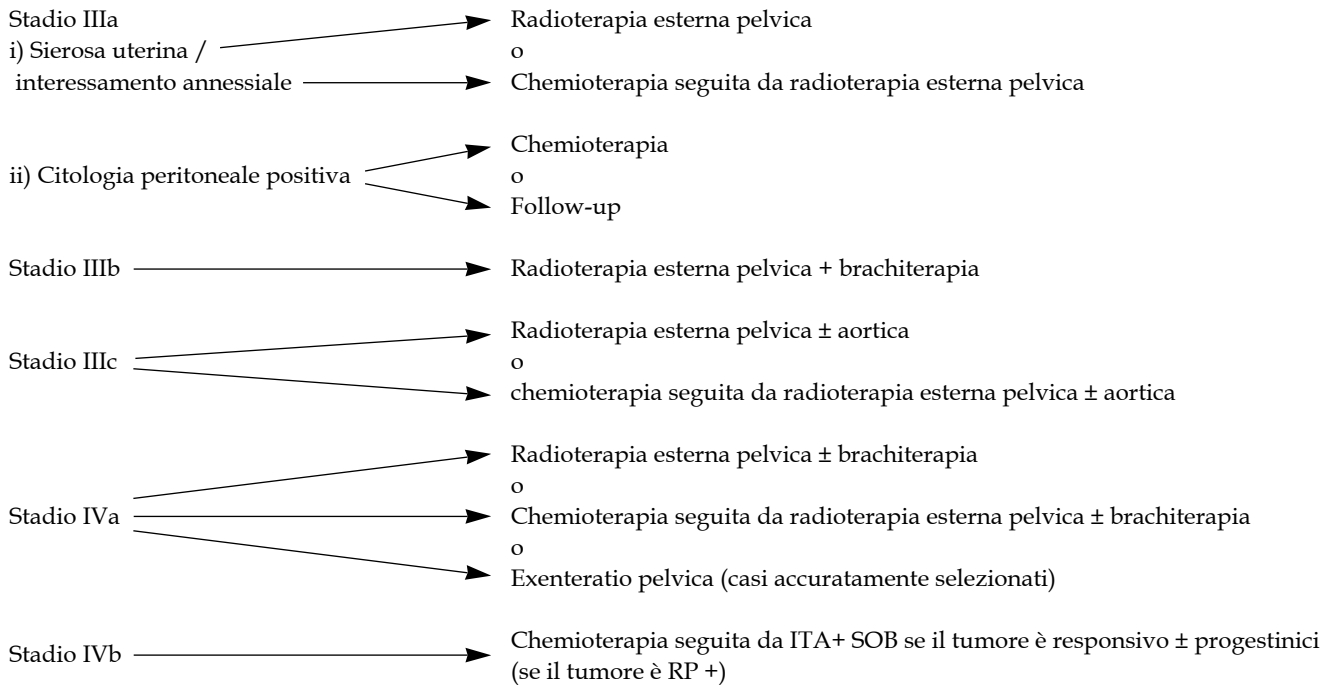 Stadio IIIa
i) Sierosa uterina /
interessamento annessiale
Radioterapia esterna pelvica
o
Chemioterapia seguita da radioterapia esterna pelvica
ii) Citologia peritoneale positiva
Chemioterapia
o
Follow-up
Stadio IIIb
Radioterapia esterna pelvica + brachiterapia
Stadio IIIc
Radioterapia esterna pelvica ± aortica
o
chemioterapia seguita da radioterapia esterna pelvica ± aortica
Stadio IVa
Radioterapia esterna pelvica ± brachiterapia
o
Chemioterapia seguita da radioterapia esterna pelvica ± brachiterapia
o
Exenteratio pelvica (casi accuratamente selezionati)
Stadio IVb
Chemioterapia seguita da ITA+ SOB se il tumore è responsivo ± progestinici
(se il tumore è RP +)